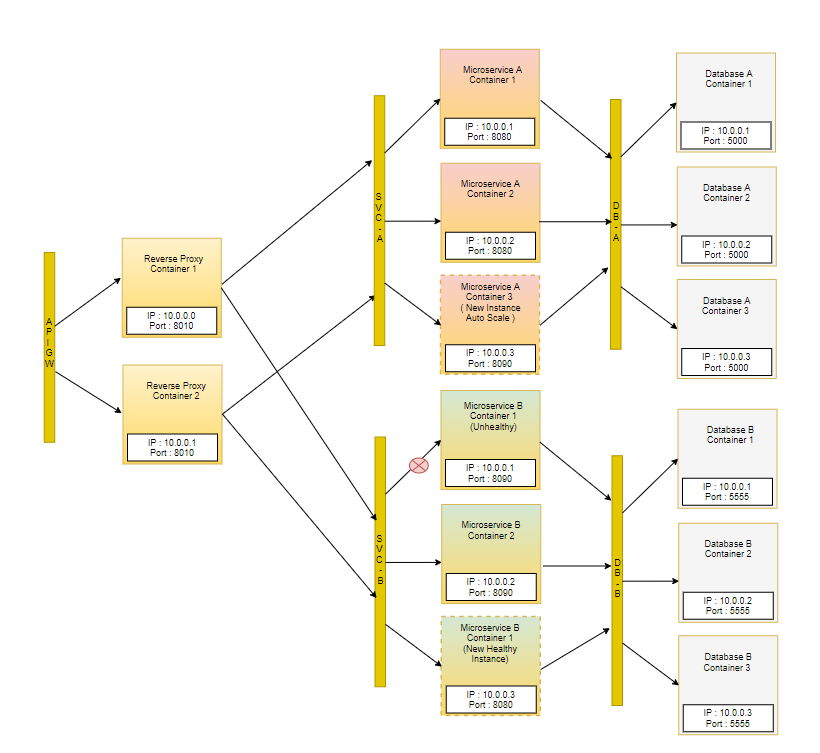 A
P
I
G
W
Reverse Proxy
Container 1
IP : 10.0.0.0
Port : 8010
Reverse Proxy
Container 2
IP : 10.0.0.1
Port : 8010
S
V
C
-
A
Microservice A
Container 1
IP : 10.0.0.1
Port : 8080
Microservice A
Container 2
IP : 10.0.0.2
Port : 8080
Microservice A
Container 3
( New Instance
Auto Scale )
IP : 10.0.0.3
Port : 8090
D
B
-
A
Database A
Container 1
IP : 10.0.0.1
Port : 5000
Database A
Container 2
IP : 10.0.0.2
Port : 5000
Database A
Container 3
IP : 10.0.0.3
Port : 5000
S
V
C
-
B
Microservice B
Container 1
(Unhealthy)
IP : 10.0.0.1
Port : 8090
Microservice B
Container 2
IP : 10.0.0.2
Port : 8090
Microservice B
Container 1
(New Healthy
Instance)
IP : 10.0.0.3
Port : 8080
D
B
-
B
Database B
Container 1
IP : 10.0.0.1
Port : 5555
Database B
Container 2
IP : 10.0.0.2
Port : 5555
Database B
Container 3
IP : 10.0.0.3
Port : 5555